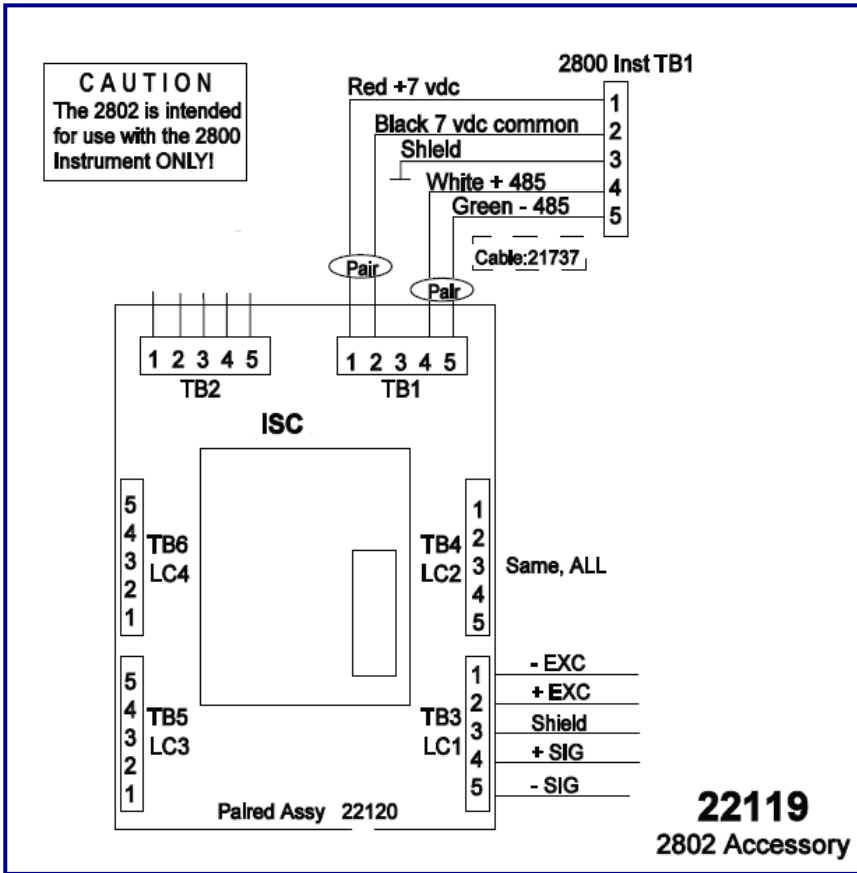 CAUTION
The 2802 is intended
for use with the 2800
Instrument ONLY!
2800 Inst TB1
Red +7 vdc
1
Black 7 vdc common
2
Shield
3
White + 485
4
Green - 485
5
Cable:21737
Pair
Pair
1 2 3 4 5
TB2
1 2 3 4 5
TB1
ISC
5
4
3
2
1
TB6
LC4
1
2
3
4
5
TB4
LC2
Same, ALL
5
4
3
2
1
TB5
LC3
1
2
3
4
5
TB3
LC1
- EXC
+ EXC
Shield
+ SIG
- SIG
Paired Assy 22120
22119
2802 Accessory